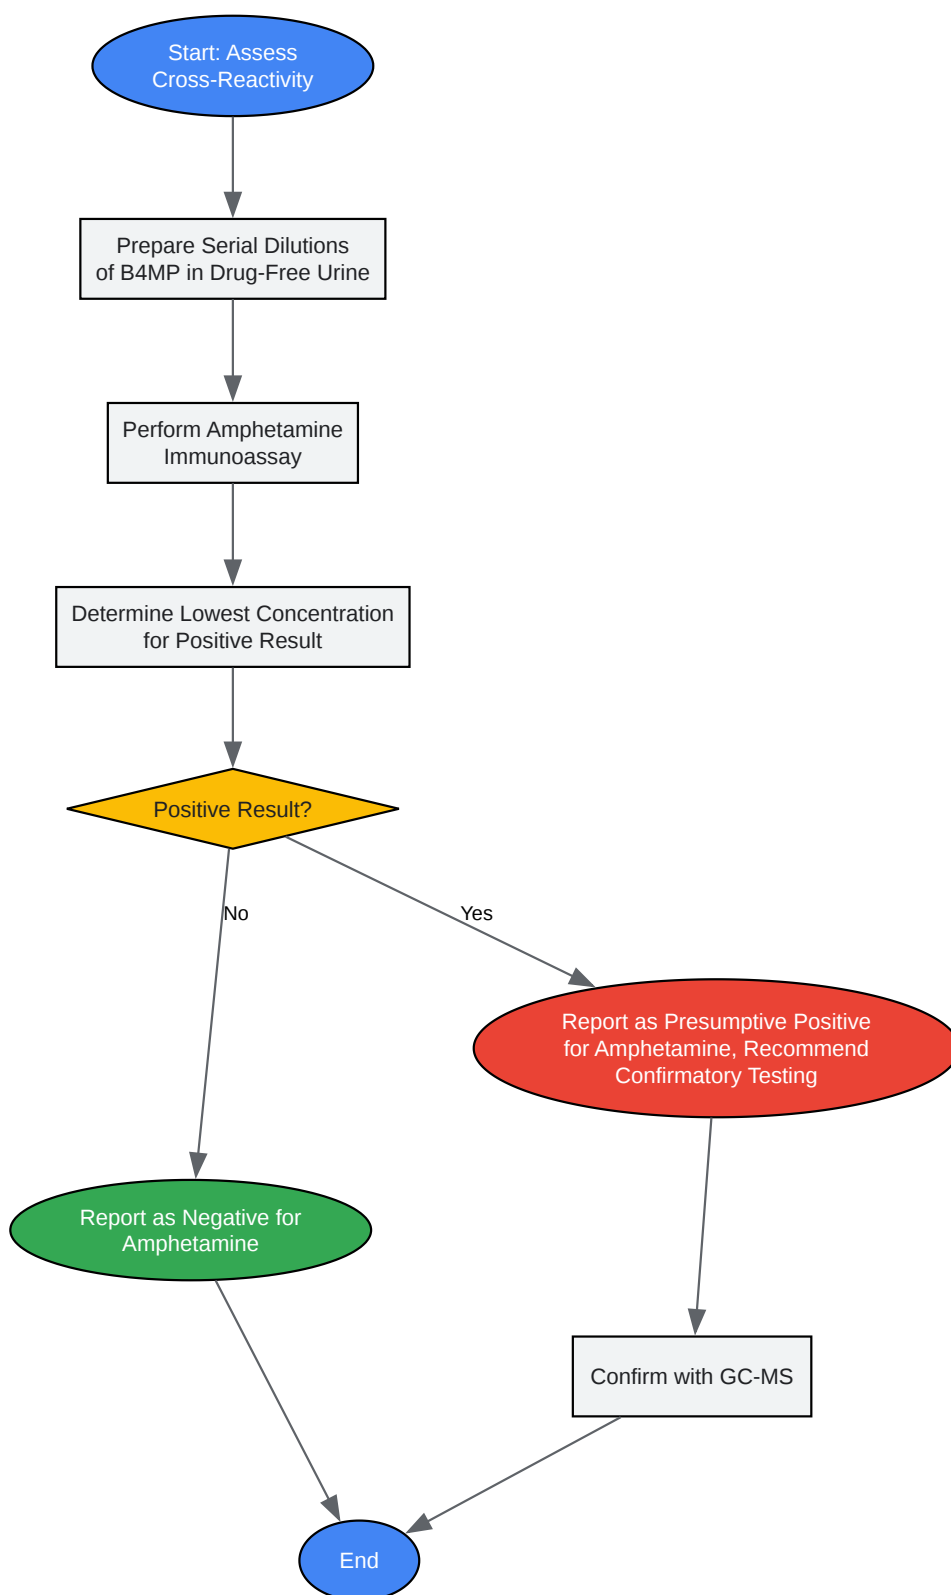 Start: Assess
Cross-Reactivity
Prepare Serial Dilutions
of B4MP in Drug-Free Urine
Perform Amphetamine
Immunoassay
Determine Lowest Concentration
for Positive Result
Positive Result?
No
Yes
Report as Presumptive Positive
for Amphetamine, Recommend
Confirmatory Testing
Report as Negative for
Amphetamine
Confirm with GC-MS
End